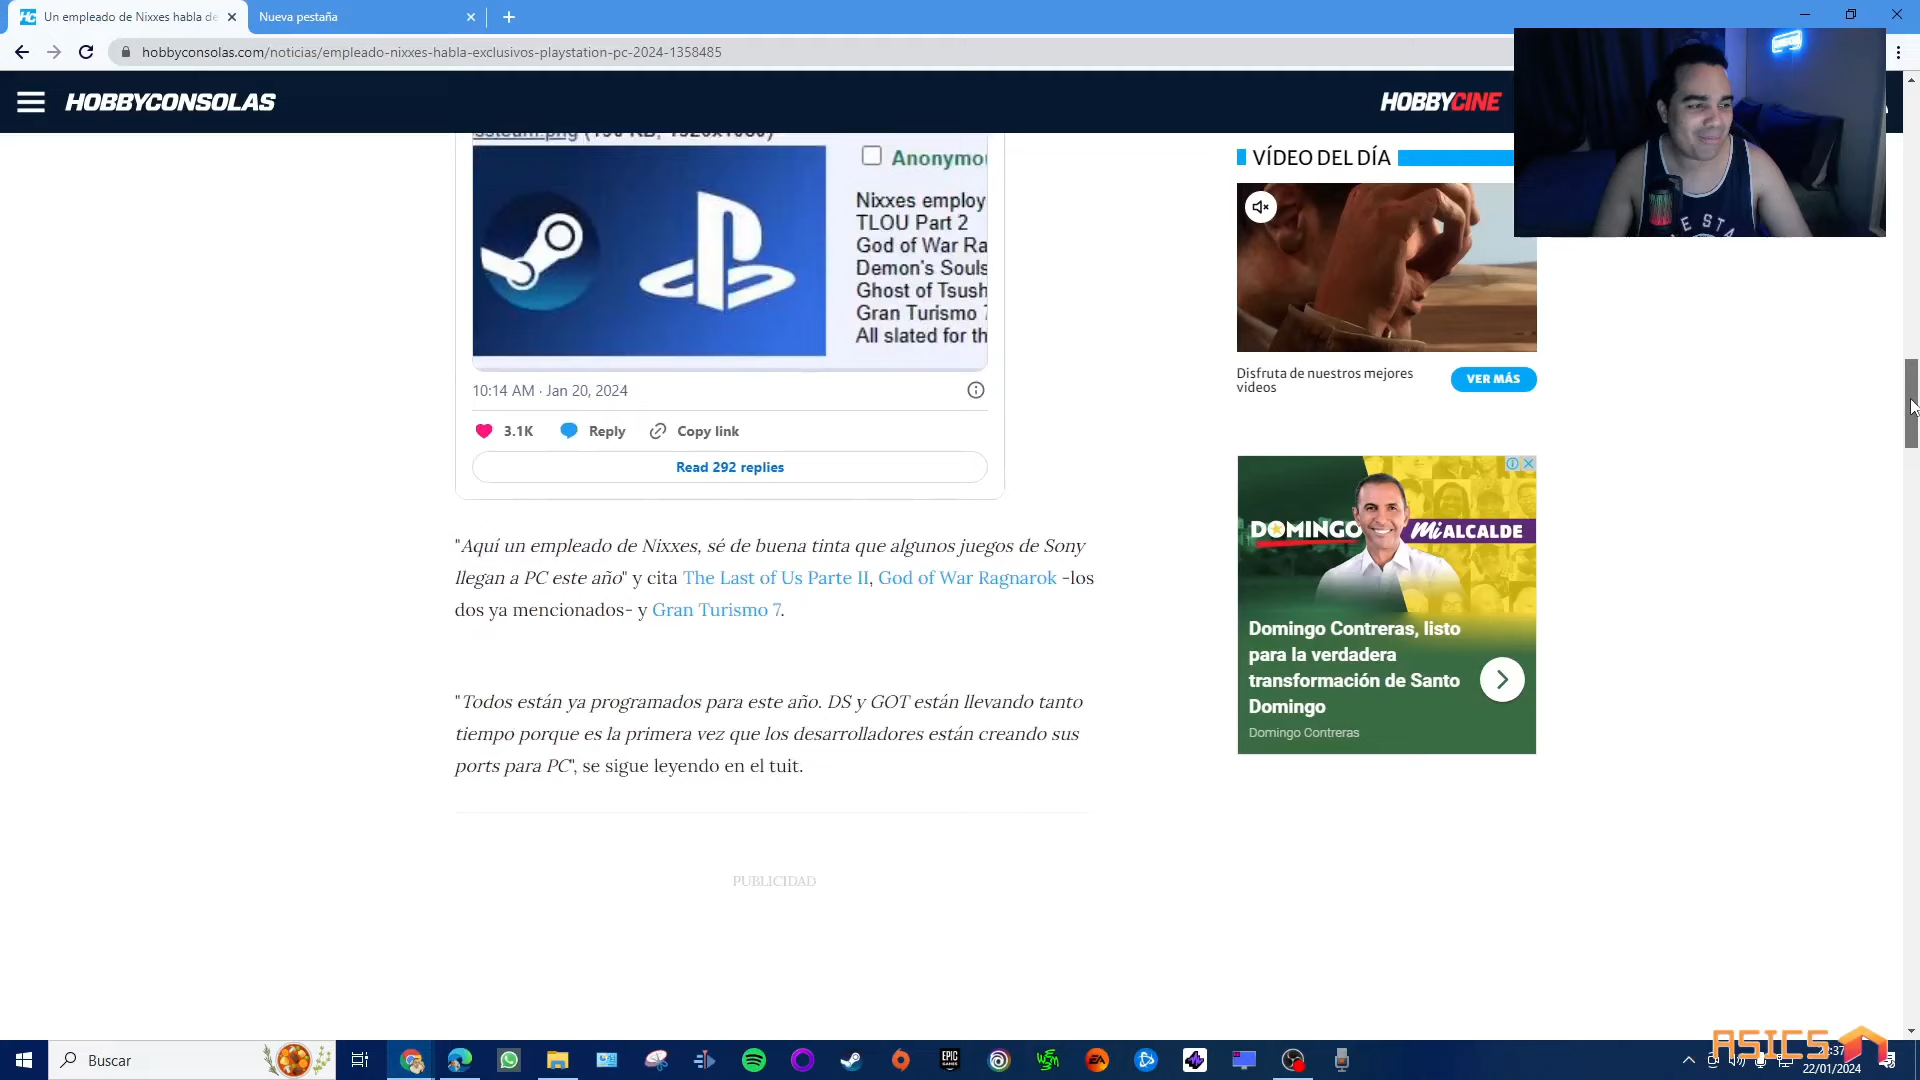 Un empleado de Nixxes habla de
Nueva pestaña
hobbyconsolas.com/noticias/empleado-nixxes-habla-exclusivos-playstation-pc-2024-1358485
HOBBYCONSOLAS
HOBBYCINE
Anonymo
Nixxes employ
TLOU Part 2
God of War Ra
Demon's Souls
Ghost of Tsush
Gran Turismo 7
All slated for th
10:14 AM · Jan 20, 2024
3.1K Reply Copy link
Read 292 replies
"Aquí un empleado de Nixxes, sé de buena tinta que algunos juegos de Sony
llegan a PC este año" y cita The Last of Us Parte II, God of War Ragnarok -los
dos ya mencionados- y Gran Turismo 7.
"Todos están ya programados para este año. DS y GOT están llevando tanto
tiempo porque es la primera vez que los desarrolladores están creando sus
ports para PC", se sigue leyendo en el tuit.
PUBLICIDAD
VÍDEO DEL DÍA
Disfruta de nuestros mejores
videos
VER MÁS
DOMINGO Mi ALCALDE
Domingo Contreras, listo
para la verdadera
transformación de Santo
Domingo
Domingo Contreras
Buscar
EPIC
GAMES
EA
ASICS
22/01/2024